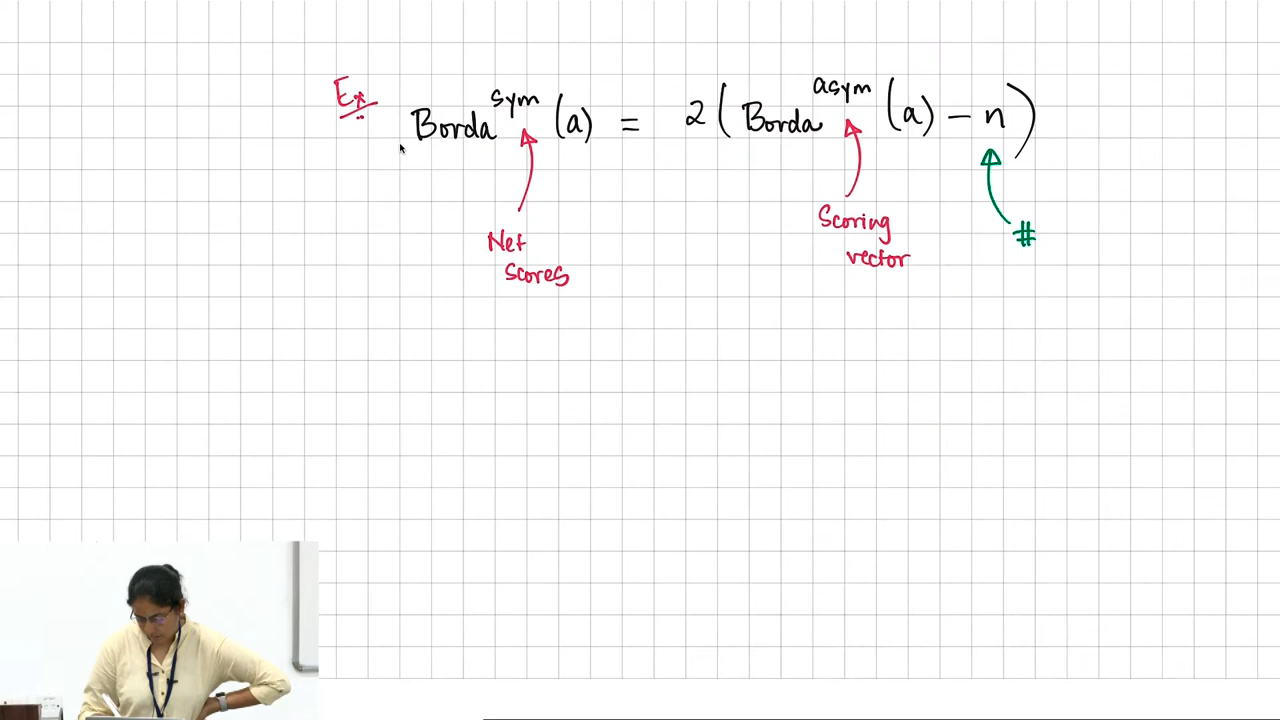 Ex Borda^sym (a) = 2 ( Borda^asym (a) - n )
Net
scores
Scoring
vector
#